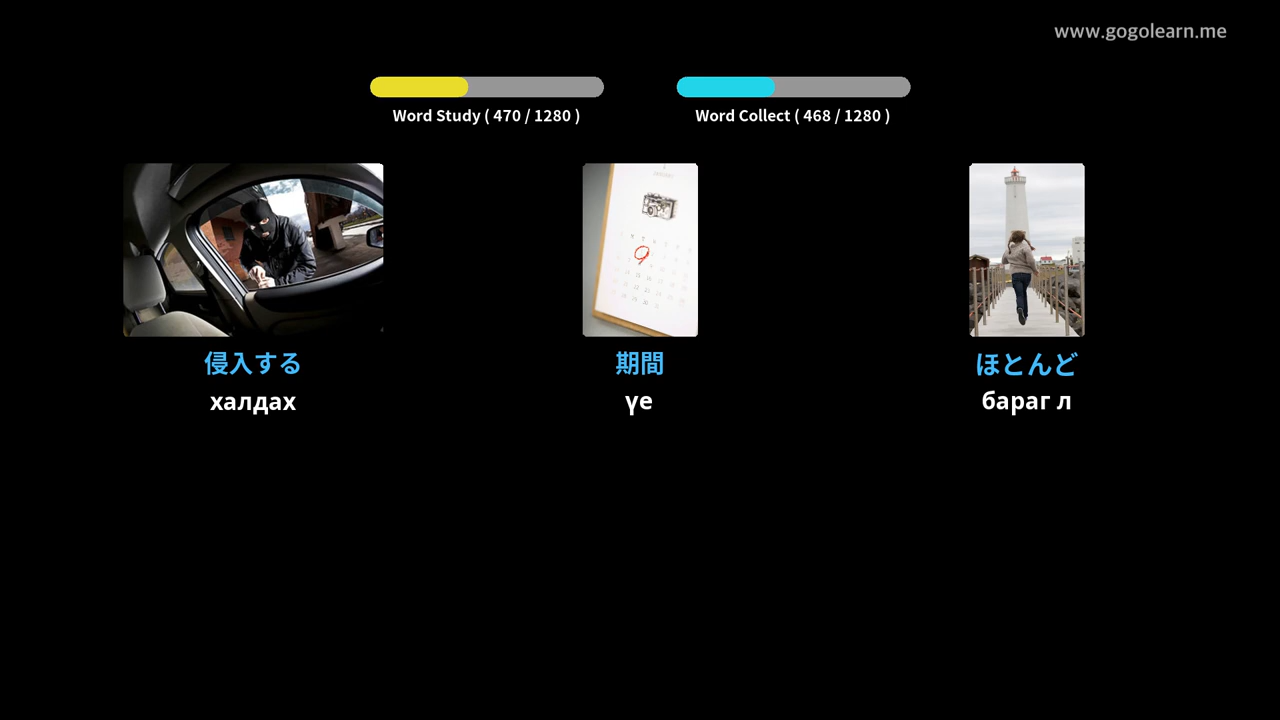 www.gogolearn.me
Word Study ( 470 / 1280 )
Word Collect ( 468 / 1280 )
侵入する
期間
ほとんど
халдах
үе
бараг л